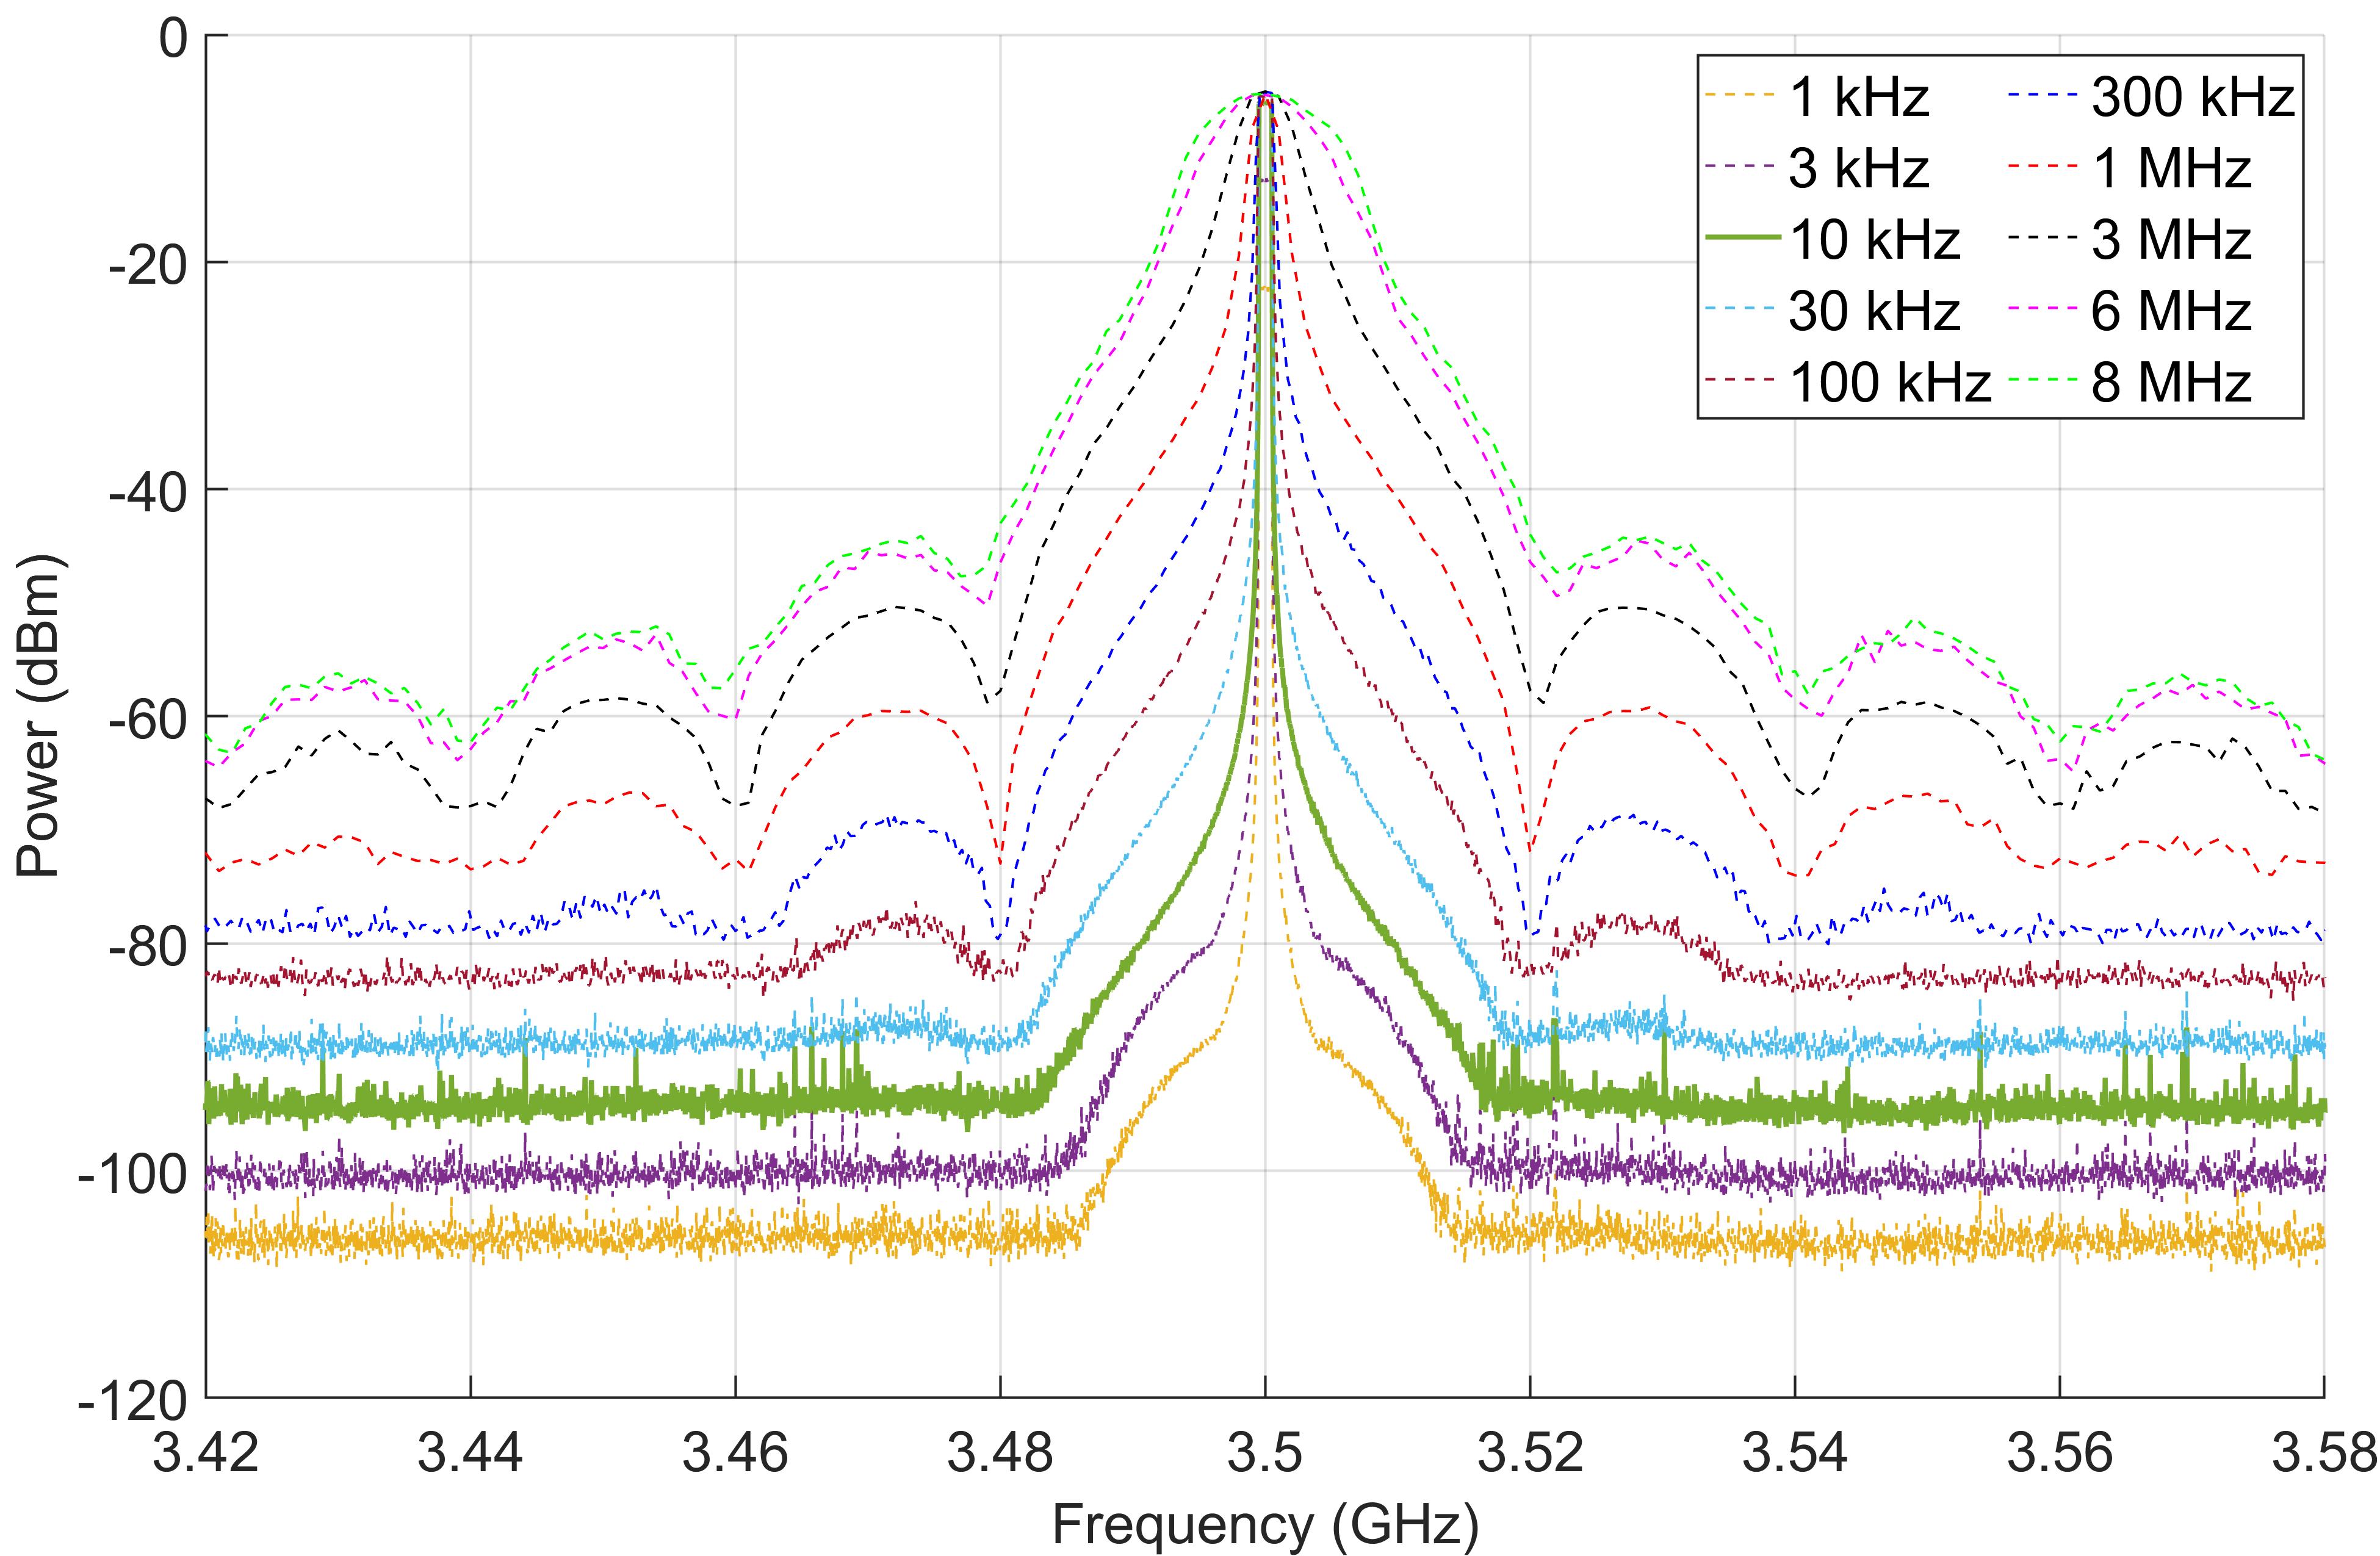 0
-20
-40
-60
-80
-100
-120
Power (dBm)
1 kHz
3 kHz
10 kHz
30 kHz
100 kHz
300 kHz
1 MHz
3 MHz
6 MHz
8 MHz
3.42
3.44
3.46
3.48
3.5
3.52
3.54
3.56
3.58
Frequency (GHz)